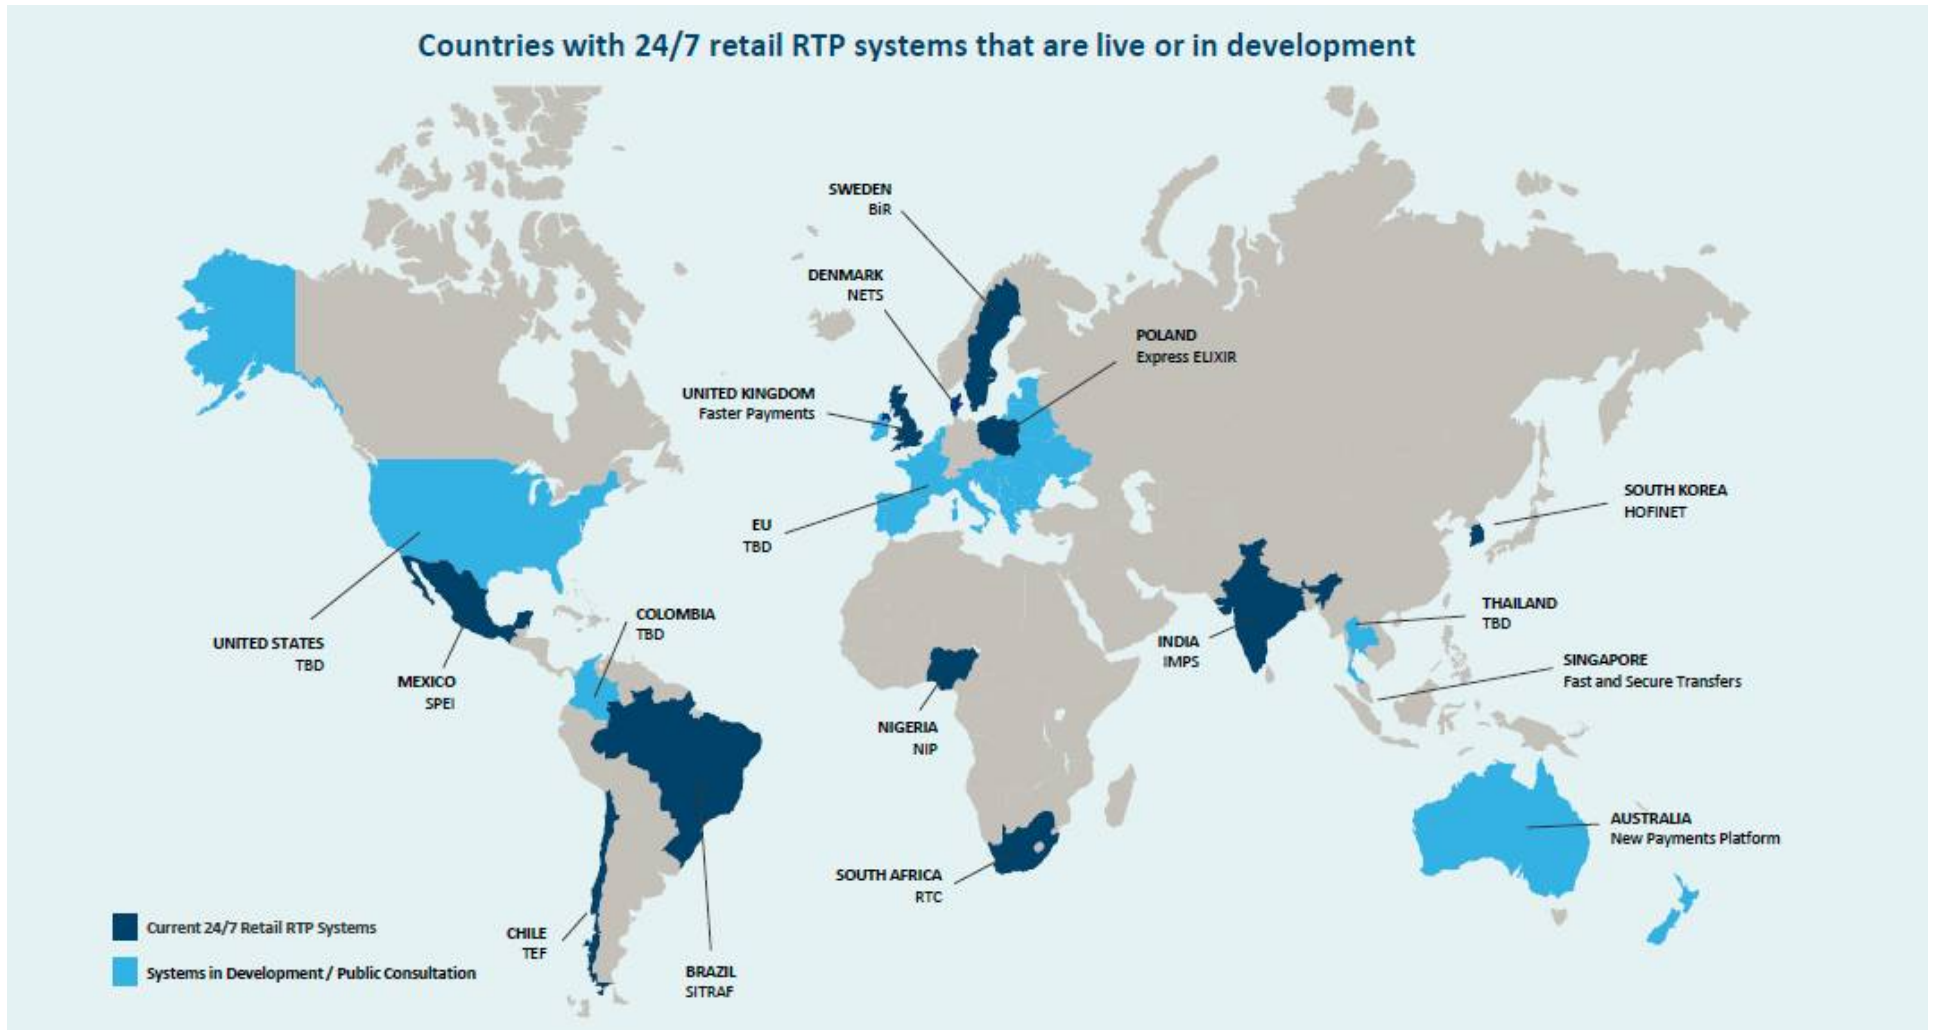 Countries with 24/7 retail RTP systems that are live or in development
SWEDEN
BiR
DENMARK
NETS
POLAND
Express ELIXIR
UNITED KINGDOM
Faster Payments
EU
TBD
SOUTH KOREA
HOFINET
UNITED STATES
TBD
MEXICO
SPEI
COLOMBIA
TBD
NIGERIA
NIP
INDIA
IMPS
THAILAND
TBD
SINGAPORE
Fast and Secure Transfers
AUSTRALIA
New Payments Platform
SOUTH AFRICA
RTC
CHILE
TEF
BRAZIL
SITRAF
Current 24/7 Retail RTP Systems
Systems in Development / Public Consultation